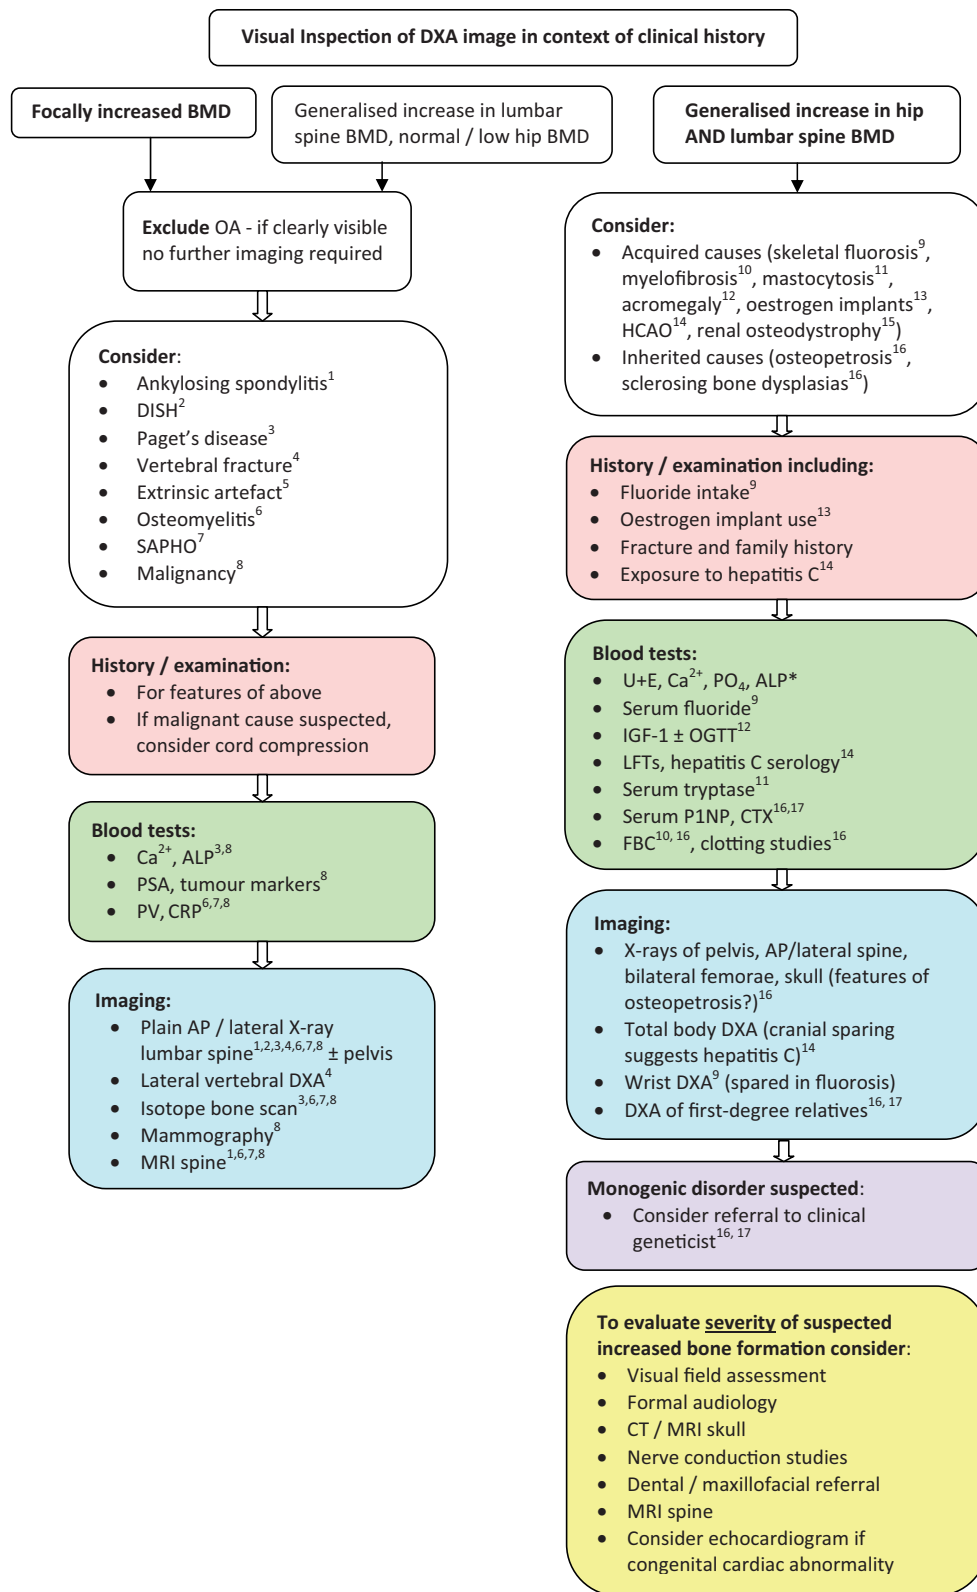 Visual Inspection of DXA image in context of clinical history
Focally increased BMD
Generalised increase in lumbar
spine BMD, normal / low hip BMD
Exclude OA - if clearly visible
no further imaging required
Consider:
• Ankylosing spondylitis1
• DISH2
• Paget's disease3
• Vertebral fracture4
• Extrinsic artefact5
• Osteomyelitis6
• SAPHO7
• Malignancy8
History / examination:
• For features of above
• If malignant cause suspected,
consider cord compression
Blood tests:
• Ca2+, ALP3,8
• PSA, tumour markers8
• PV, CRP6,7,8
Imaging:
• Plain AP / lateral X-ray
lumbar spine1,2,3,4,6,7,8 ± pelvis
• Lateral vertebral DXA4
• Isotope bone scan3,6,7,8
• Mammography8
• MRI spine1,6,7,8
Generalised increase in hip
AND lumbar spine BMD
Consider:
• Acquired causes (skeletal fluorosis9,
myelofibrosis10, mastocytosis11,
acromegaly12, oestrogen implants13,
HCAO14, renal osteodystrophy15)
• Inherited causes (osteopetrosis16,
sclerosing bone dysplasias16)
History / examination including:
• Fluoride intake9
• Oestrogen implant use13
• Fracture and family history
• Exposure to hepatitis C14
Blood tests:
• U+E, Ca2+, PO4, ALP*
• Serum fluoride9
• IGF-1 ± OGTT12
• LFTs, hepatitis C serology14
• Serum tryptase11
• Serum P1NP, CTX16,17
• FBC10, 16, clotting studies16
Imaging:
• X-rays of pelvis, AP/lateral spine,
bilateral femorae, skull (features of
osteopetrosis?)16
• Total body DXA (cranial sparing
suggests hepatitis C)14
• Wrist DXA9 (spared in fluorosis)
• DXA of first-degree relatives16, 17
Monogenic disorder suspected:
• Consider referral to clinical
geneticist16, 17
To evaluate severity of suspected
increased bone formation consider:
• Visual field assessment
• Formal audiology
• CT / MRI skull
• Nerve conduction studies
• Dental / maxillofacial referral
• MRI spine
• Consider echocardiogram if
congenital cardiac abnormality